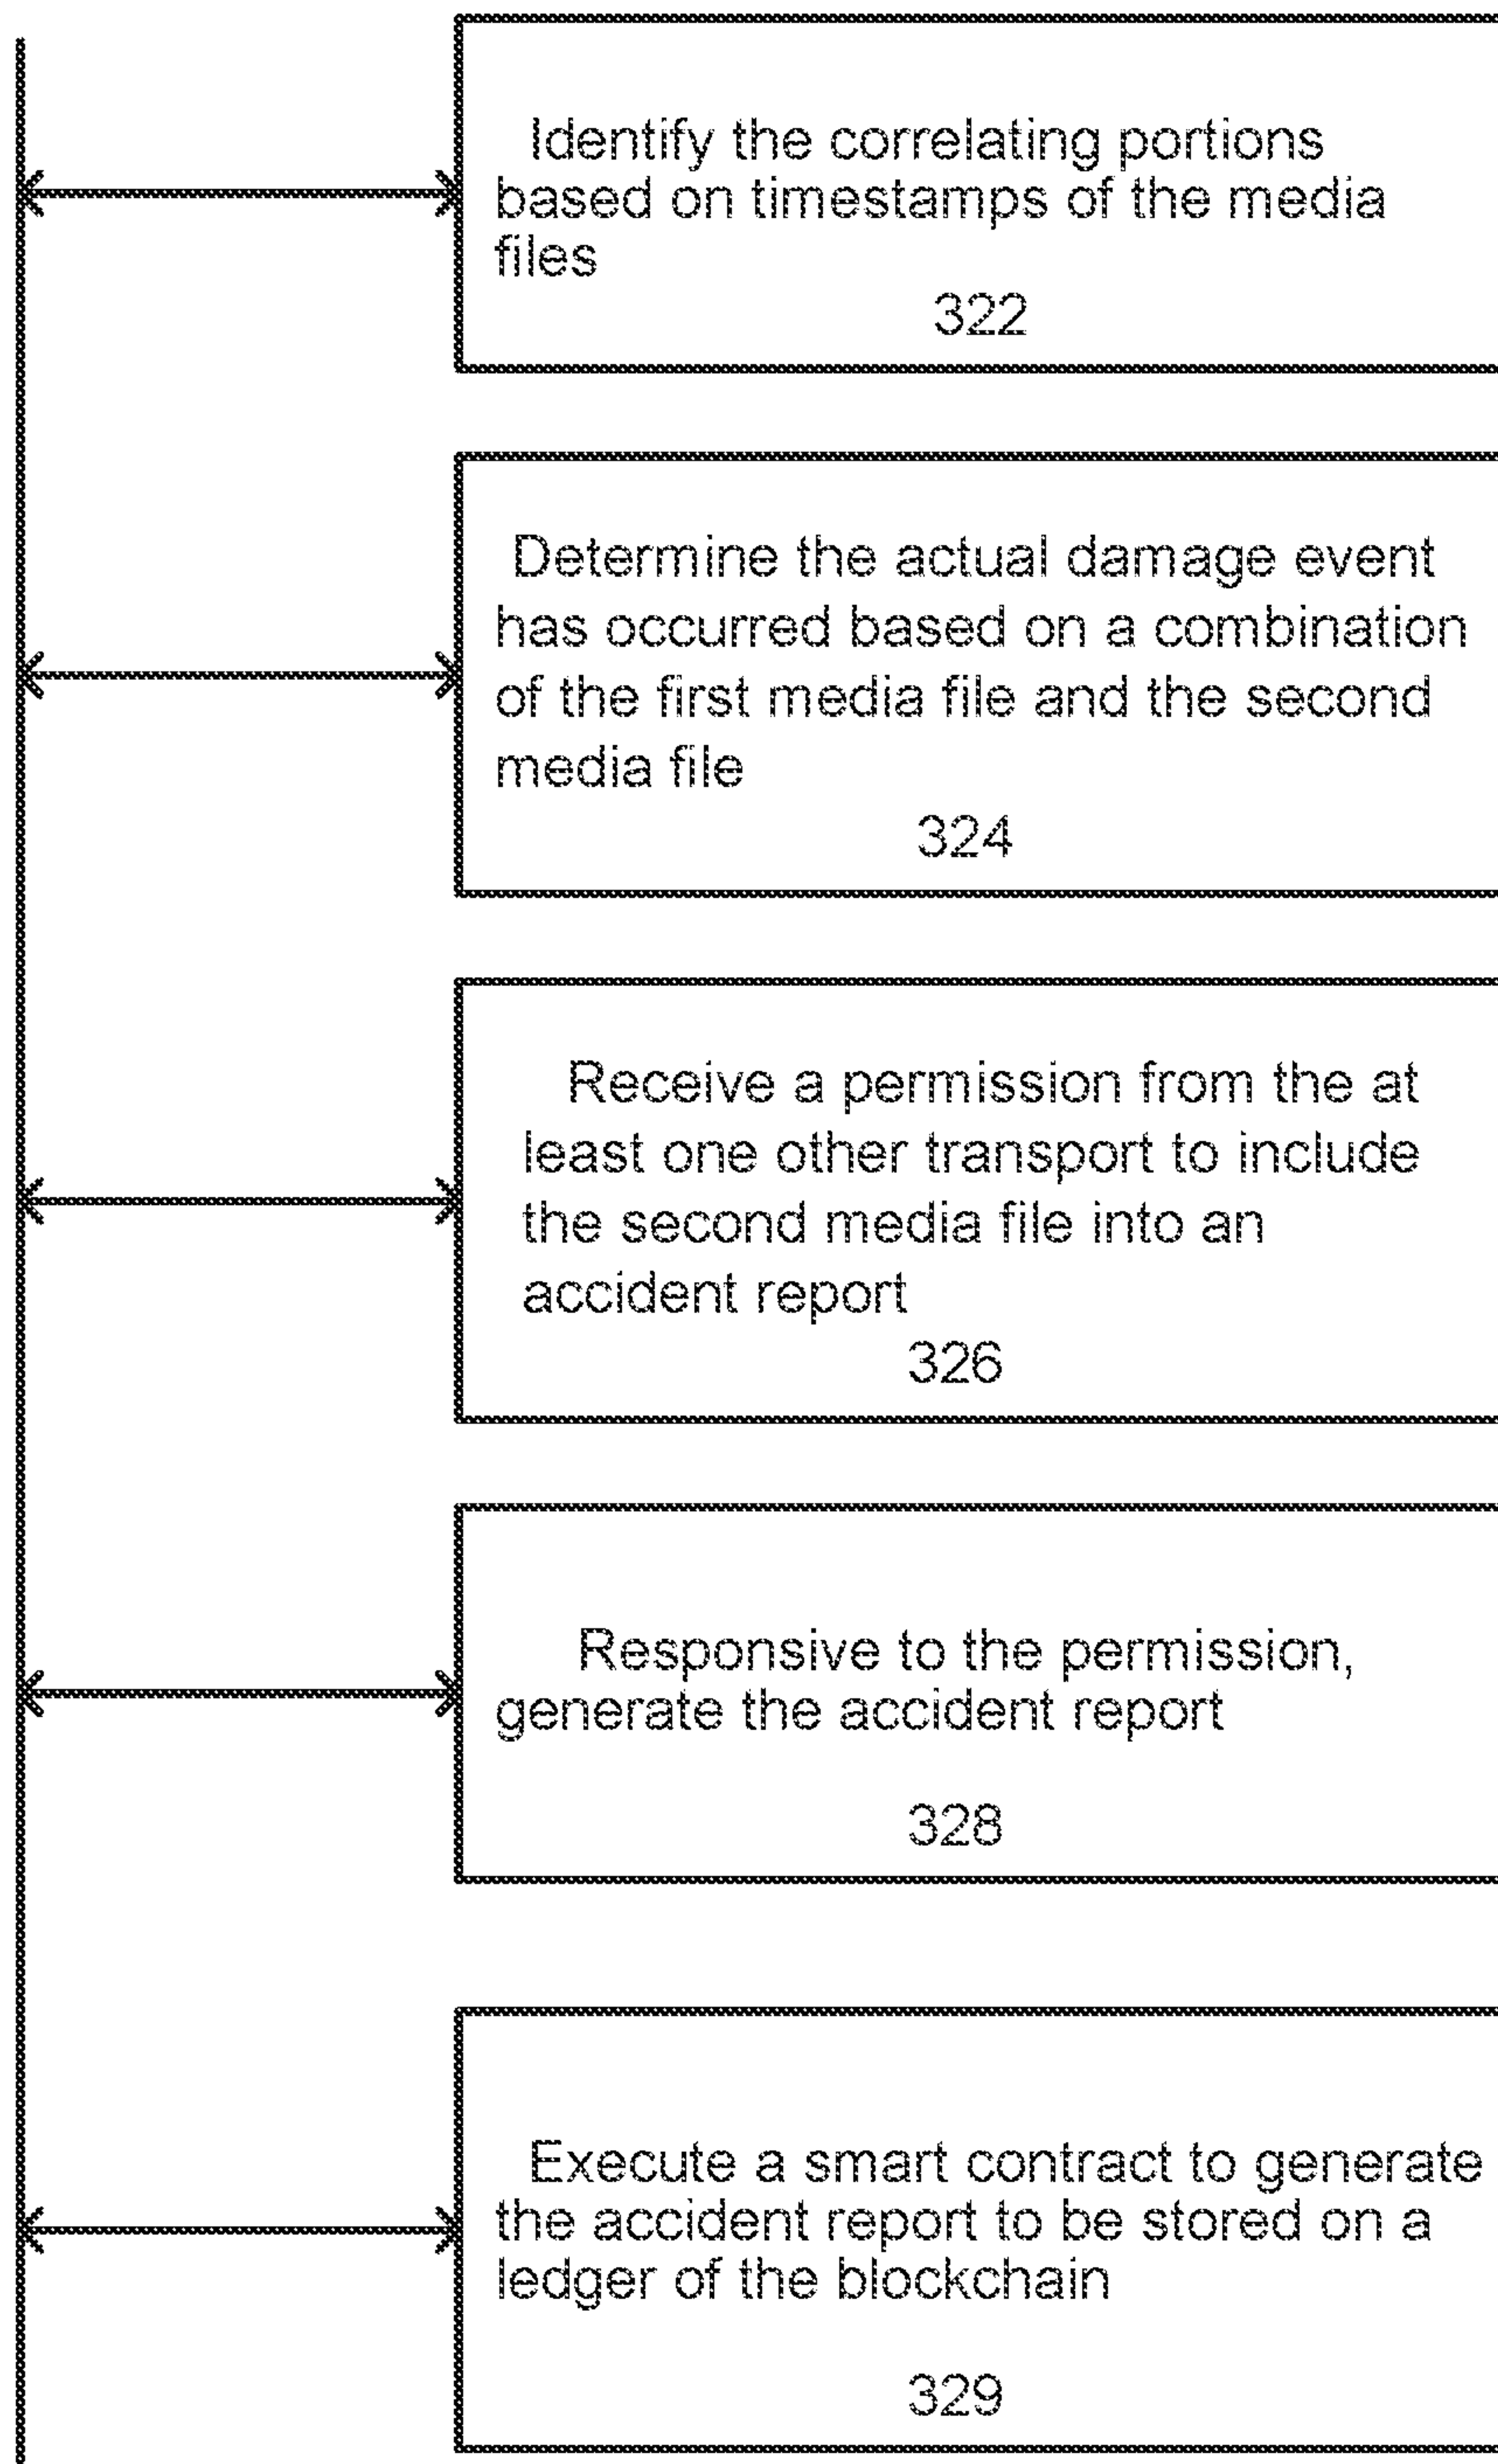 Identify the correlating portions
based on timestamps of the media
files
322
Determine the actual damage event
has occurred based on a combination
of the first media file and the second
media file
324
Receive a permission from the at
least one other transport to include
the second media file into an
accident report
326
Responsive to the permission,
generate the accident report
328
Execute a smart contract to generate
the accident report to be stored on a
ledger of the blockchain
329